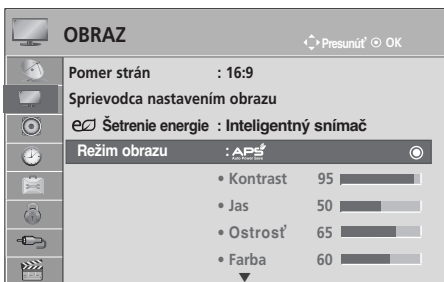 OBRAZ
Presunúť OK
Pomer strán : 16:9
Sprievodca nastavením obrazu
eco Šetrenie energie : Inteligentný snímač
Režim obrazu : APS
Auto Power Save
• Kontrast 95
• Jas 50
• Ostrosť 65
• Farba 60